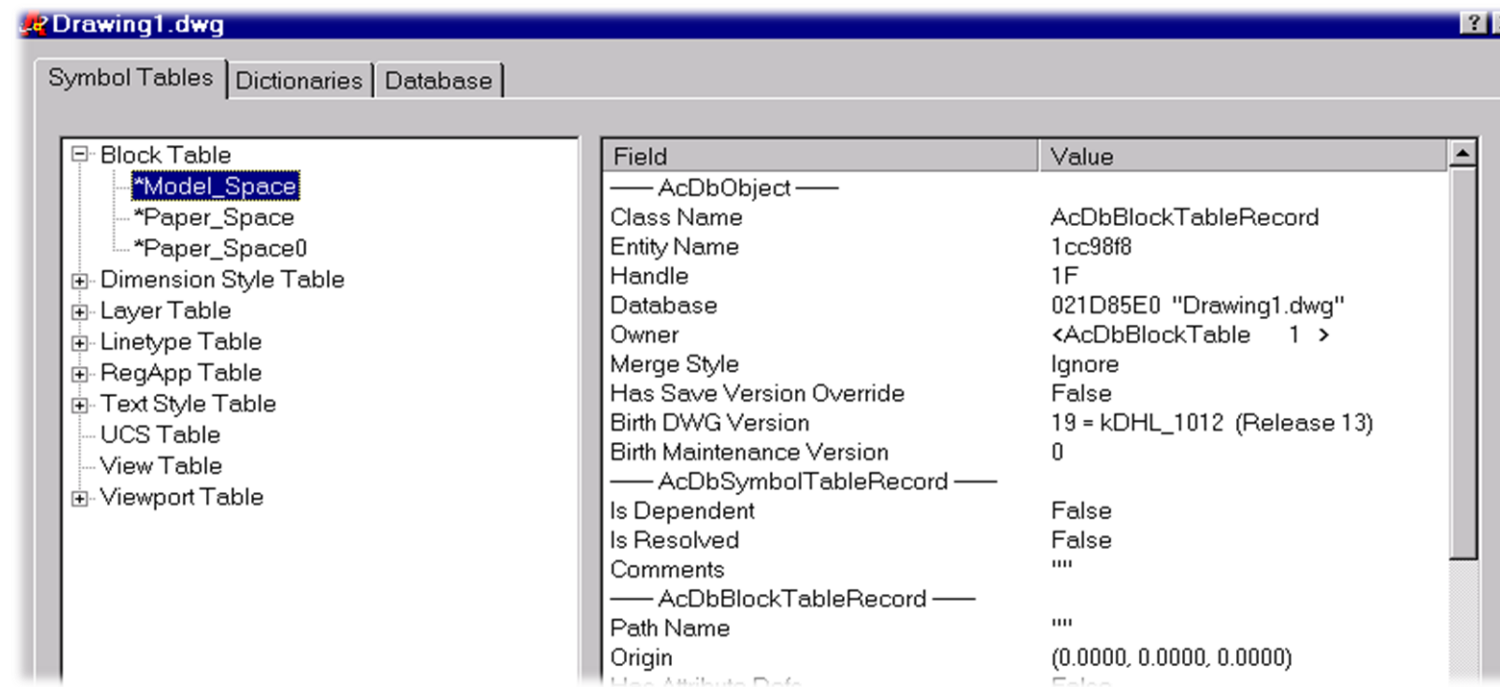 Drawing1.dwg ?
Symbol Tables Dictionaries Database
Block Table
*Model_Space
*Paper_Space
*Paper_Space0
Dimension Style Table
Layer Table
Linetype Table
RegApp Table
Text Style Table
UCS Table
View Table
Viewport Table
Field Value
AcDbObject
Class Name AcDbBlockTableRecord
Entity Name 1cc98f8
Handle 1F
Database 021D85E0 "Drawing1.dwg"
Owner <AcDbBlockTable 1 >
Merge Style Ignore
Has Save Version Override False
Birth DWG Version 19 = kDHL_1012 (Release 13)
Birth Maintenance Version 0
AcDbSymbolTableRecord
Is Dependent False
Is Resolved False
Comments ""
AcDbBlockTableRecord
Path Name ""
Origin (0.0000, 0.0000, 0.0000)